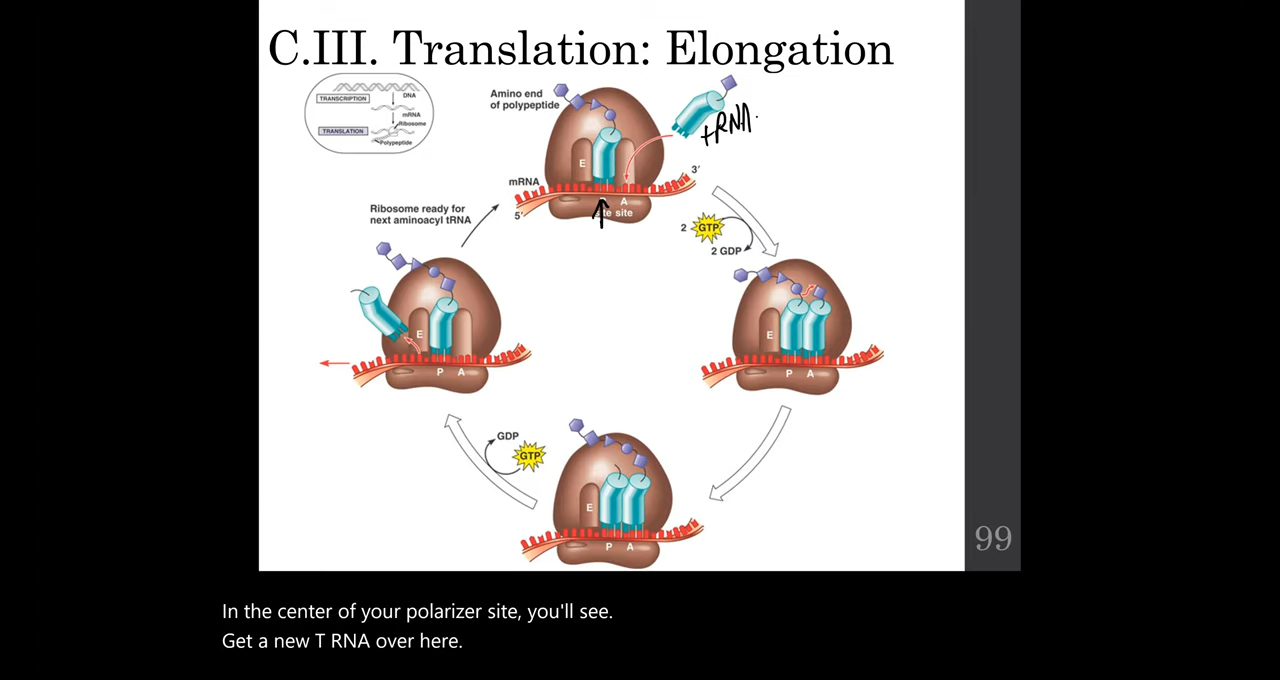 C.III. Translation: Elongation
TRANSCRIPTION
DNA
mRNA
Ribosome
TRANSLATION
Polypeptide
Amino end
of polypeptide
tRNA.
E
mRNA
3'
5'
A
site
Ribosome ready for
next aminoacyl tRNA
2
GTP
2 GDP
E
P A
E
P A
GDP
GTP
E
P A
99
In the center of your polarizer site, you'll see.
Get a new T RNA over here.